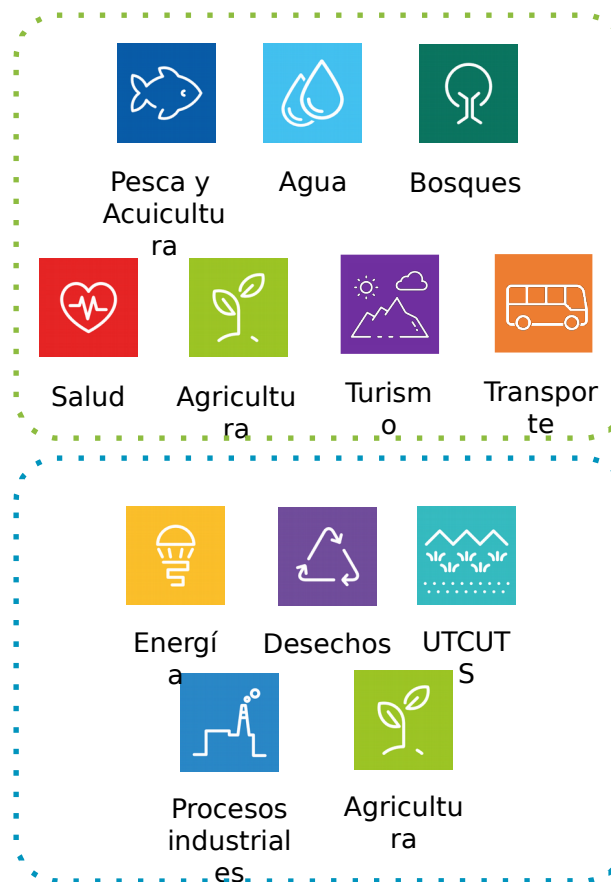 Pesca y
Acuicultu
ra
Agua
Bosques
Salud
Agricultu
ra
Turism
o
Transpor
te
Energí
a
Desechos
UTCUT
S
Procesos
industrial
es
Agricultu
ra